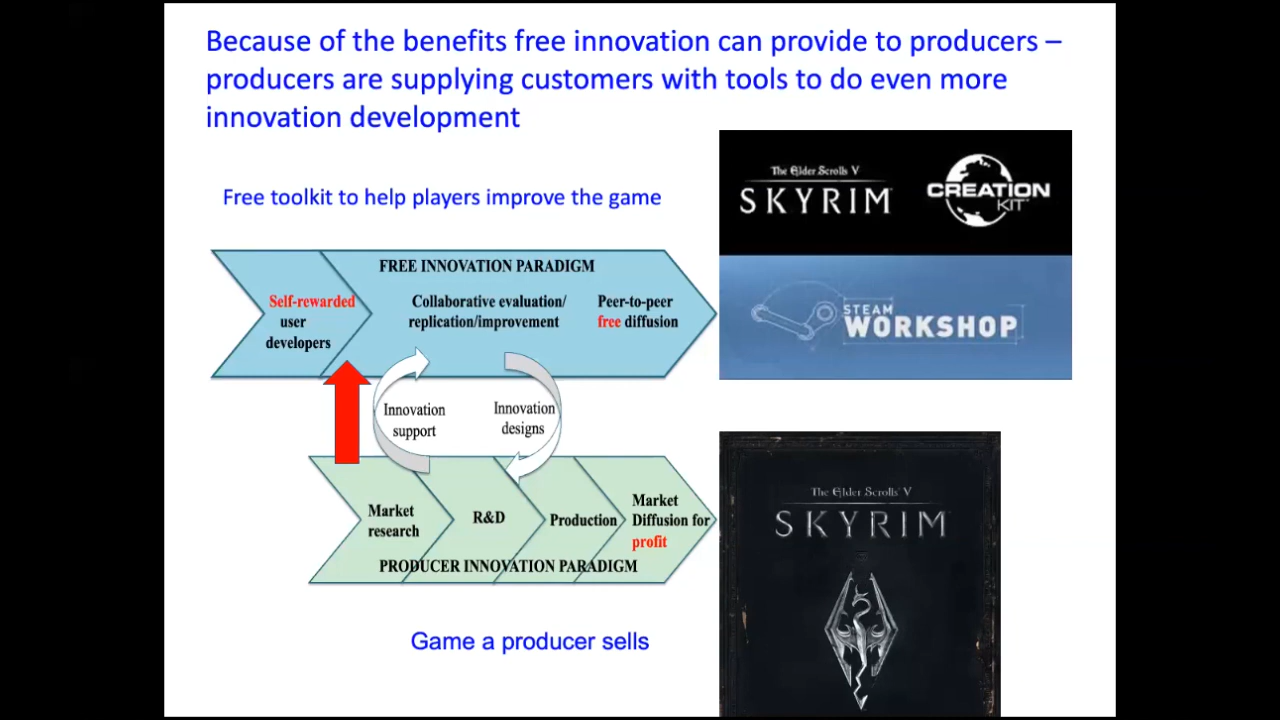 Because of the benefits free innovation can provide to producers –
producers are supplying customers with tools to do even more
innovation development
Free toolkit to help players improve the game
The Elder Scrolls V
SKYRIM
CREATION
KIT
STEAM
WORKSHOP
FREE INNOVATION PARADIGM
Self-rewarded
user
developers
Collaborative evaluation/
replication/improvement
Peer-to-peer
free diffusion
Innovation
support
Innovation
designs
Market
research
R&D
Production
Market
Diffusion for
profit
PRODUCER INNOVATION PARADIGM
The Elder Scrolls V
SKYRIM
Game a producer sells